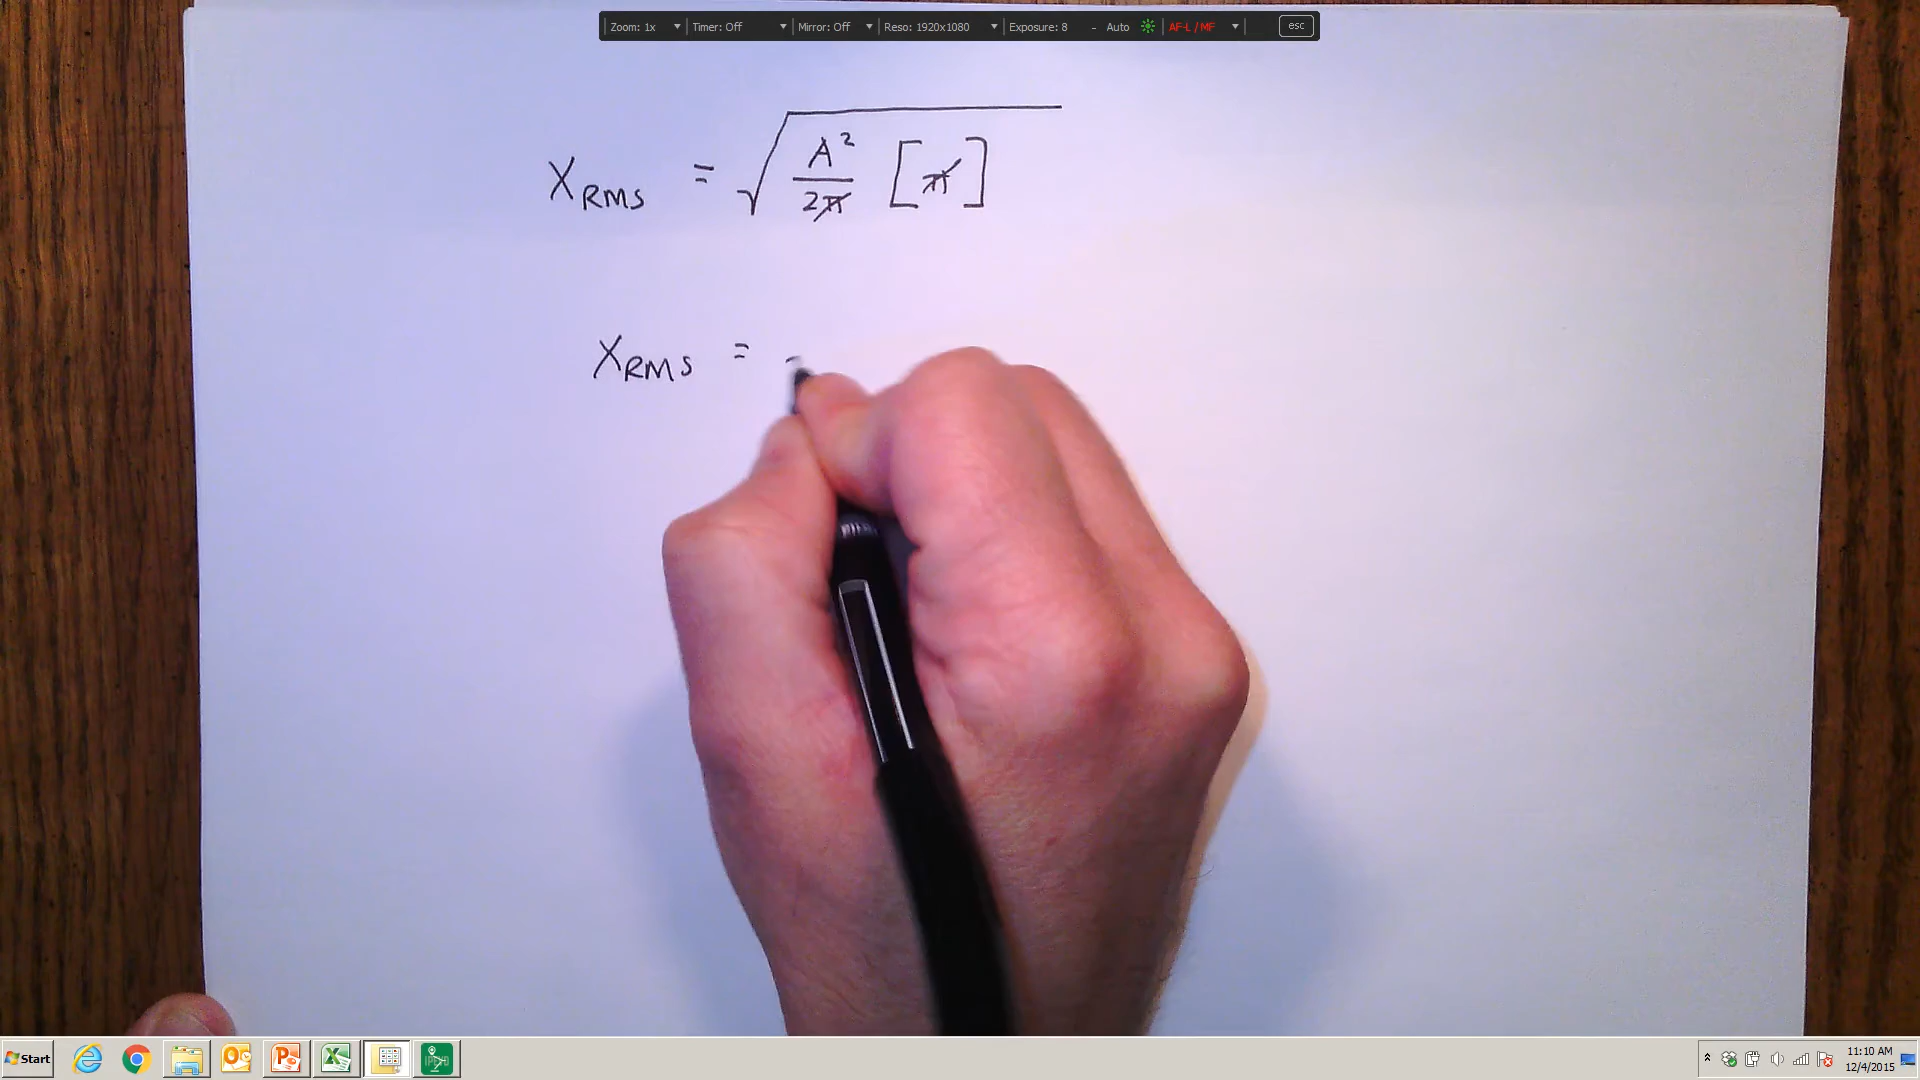 Zoom: 1x Timer: Off Mirror: Off Reso: 1920x1080 Exposure: 8 - Auto AF-L / MF esc
X_RMS = √(A²/2π [π])
X_RMS =
Start
11:10 AM
12/4/2015